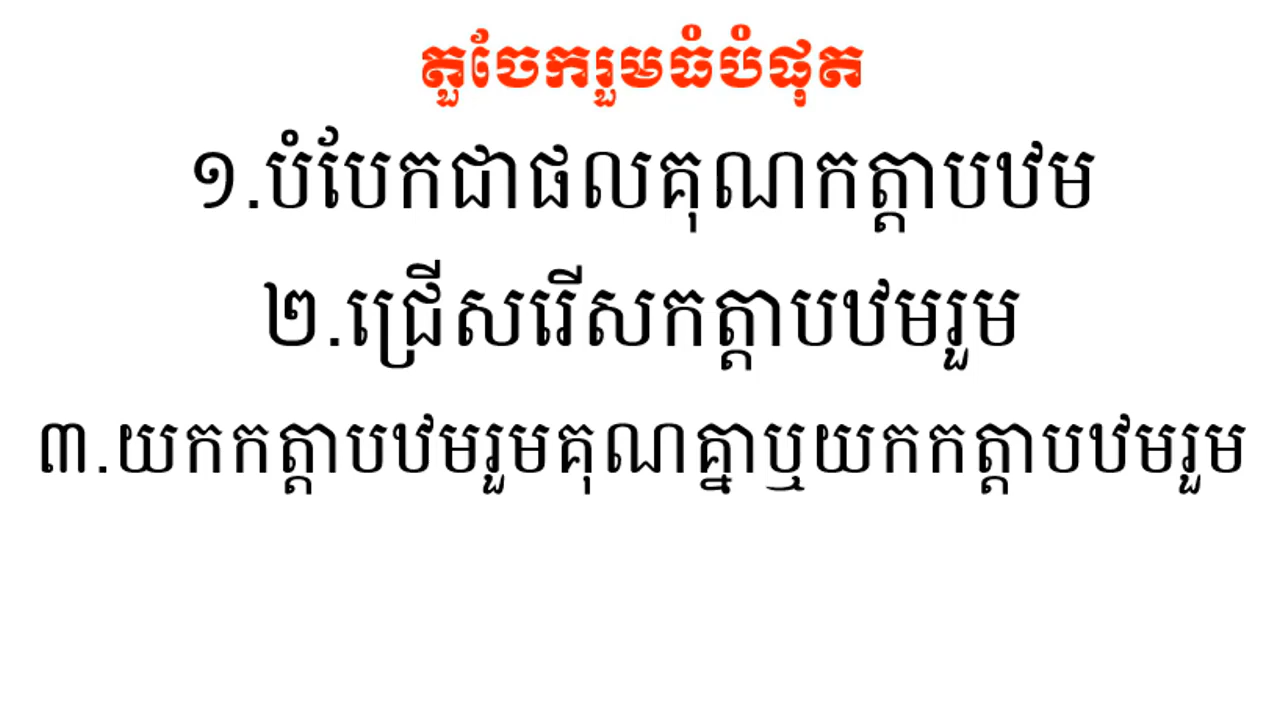 តួចែករួមធំបំផុត
១.បំបែកជាផលគុណកត្តាបឋម
២.ជ្រើសរើសកត្តាបឋមរួម
៣.យកកត្តាបឋមរួមគុណគ្នាឬយកកត្តាបឋមរួម